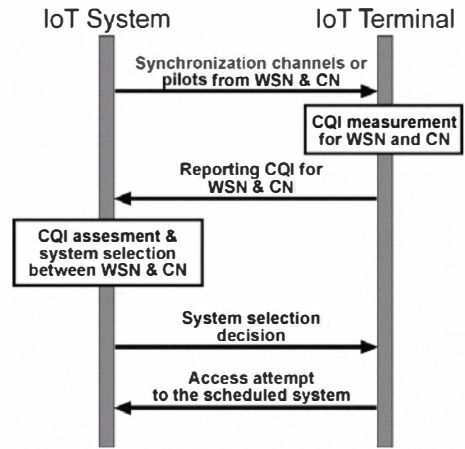 IoT System
IoT Terminal
Synchronization channels or
pilots from WSN & CN
CQI measurement
for WSN and CN
Reporting CQI for
WSN & CN
CQI assesment &
system selection
between WSN & CN
System selection
decision
Access attempt
to the scheduled system